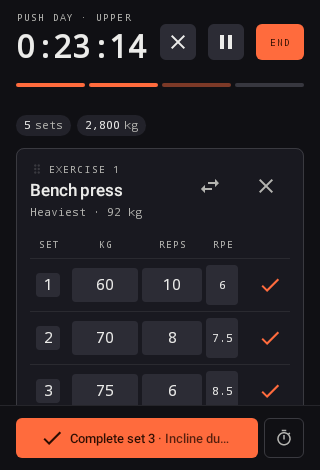 PUSH DAY · UPPER
0:23:14
END
5 sets 2,800 kg
EXERCISE 1
Bench press
Heaviest · 92 kg
SET KG REPS RPE
1 60 10 6
2 70 8 7.5
3 75 6 8.5
Complete set 3 · Incline du…